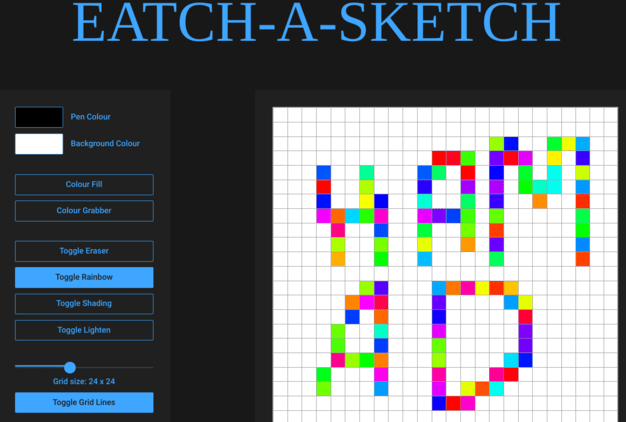 EATCH-A-SKETCH
Pen Colour
Background Colour
Colour Fill
Colour Grabber
Toggle Eraser
Toggle Rainbow
Toggle Shading
Toggle Lighten
Grid size: 24 x 24
Toggle Grid Lines